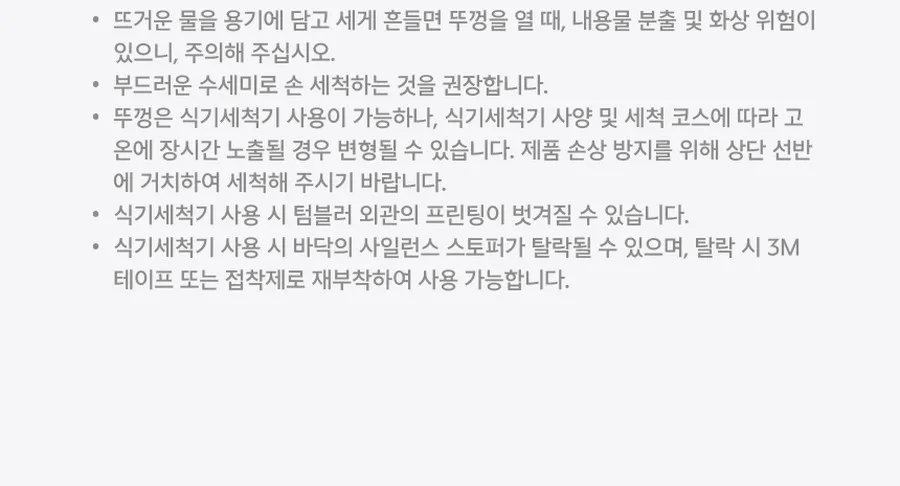 • 뜨거운 물을 용기에 담고 세게 흔들면 뚜껑을 열 때, 내용물 분출 및 화상 위험이
있으니, 주의해 주십시오.
• 부드러운 수세미로 손 세척하는 것을 권장합니다.
• 뚜껑은 식기세척기 사용이 가능하나, 식기세척기 사양 및 세척 코스에 따라 고
온에 장시간 노출될 경우 변형될 수 있습니다. 제품 손상 방지를 위해 상단 선반
에 거치하여 세척해 주시기 바랍니다.
• 식기세척기 사용 시 텀블러 외관의 프린팅이 벗겨질 수 있습니다.
• 식기세척기 사용 시 바닥의 사일런스 스토퍼가 탈락될 수 있으며, 탈락 시 3M
테이프 또는 접착제로 재부착하여 사용 가능합니다.